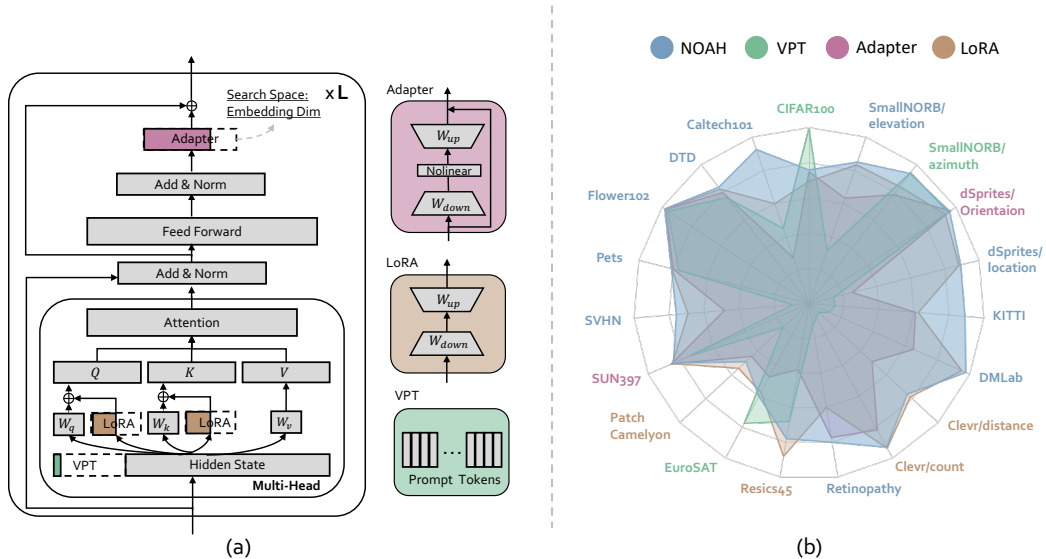 x L
Search Space:
Embedding Dim
Adapter
Add & Norm
Feed Forward
Add & Norm
Attention
Q
K
V
W_q
LoRA
W_k
LoRA
W_v
VPT
Hidden State
Multi-Head
(a)
Adapter
W_up
Nolinear
W_down
LoRA
W_up
W_down
VPT
...
Prompt Tokens
NOAH
VPT
Adapter
LoRA
CIFAR100
SmallNORB/
elevation
SmallNORB/
azimuth
dSprites/
Orientaion
dSprites/
location
KITTI
DMLab
Clevr/distance
Clevr/count
Retinopathy
Resics45
EuroSAT
Patch
Camelyon
SUN397
SVHN
Pets
Flower102
DTD
Caltech101
(b)